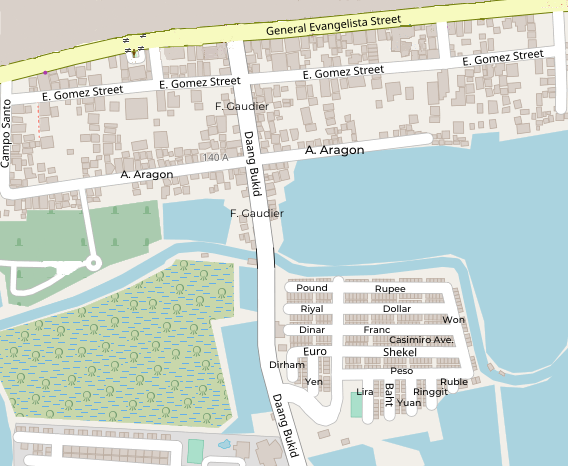 General Evangelista Street
E. Gomez Street
E. Gomez Street
E. Gomez Street
E. Gomez Street
F. Gaudier
Campo Santo
Daang Bukid
140 A
A. Aragon
A. Aragon
F. Gaudier
Pound
Rupee
Riyal
Dollar
Won
Dinar
Franc
Casimiro Ave.
Euro
Shekel
Dirham
Peso
Yen
Ruble
Lira
Baht
Ringgit
Yuan
Daang Bukid